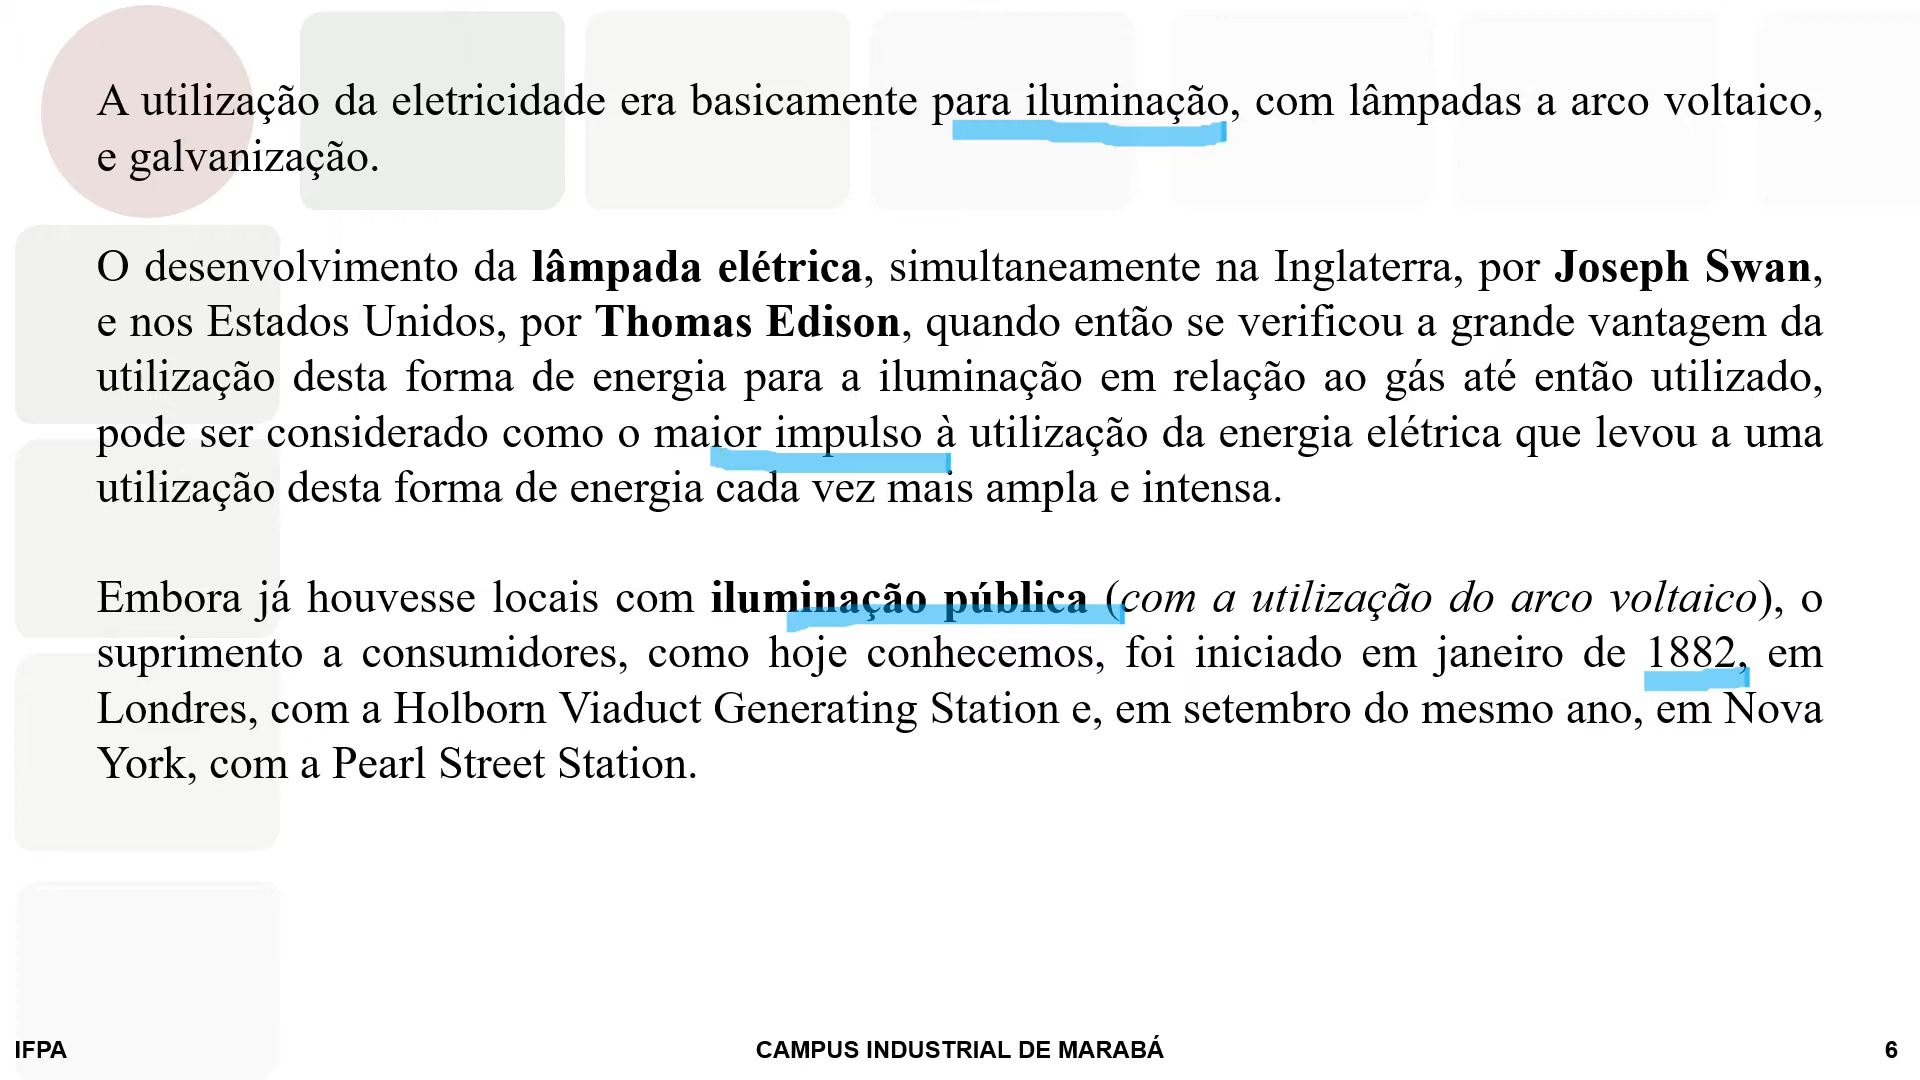 A utilização da eletricidade era basicamente para iluminação, com lâmpadas a arco voltaico,
e galvanização.
O desenvolvimento da lâmpada elétrica, simultaneamente na Inglaterra, por Joseph Swan,
e nos Estados Unidos, por Thomas Edison, quando então se verificou a grande vantagem da
utilização desta forma de energia para a iluminação em relação ao gás até então utilizado,
pode ser considerado como o maior impulso à utilização da energia elétrica que levou a uma
utilização desta forma de energia cada vez mais ampla e intensa.
Embora já houvesse locais com iluminação pública (com a utilização do arco voltaico), o
suprimento a consumidores, como hoje conhecemos, foi iniciado em janeiro de 1882, em
Londres, com a Holborn Viaduct Generating Station e, em setembro do mesmo ano, em Nova
York, com a Pearl Street Station.
IFPA
CAMPUS INDUSTRIAL DE MARABÁ
6